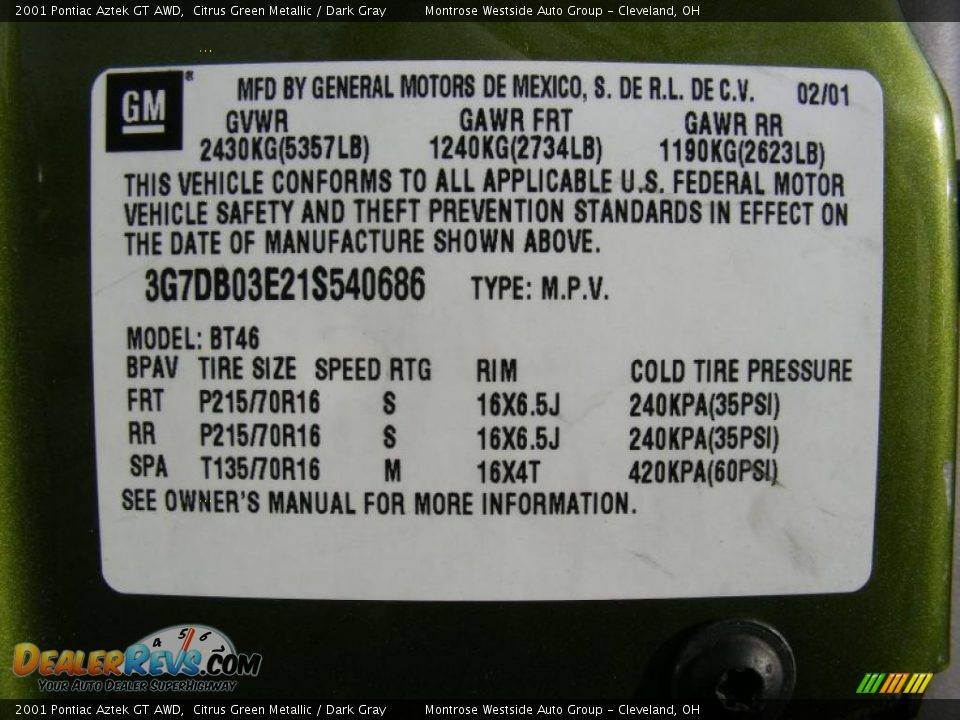 2001 Pontiac Aztek GT AWD,  Citrus Green Metallic / Dark Gray        Montrose Westside Auto Group - Cleveland, OH
GM®
MFD BY GENERAL MOTORS DE MEXICO, S. DE R.L. DE C.V.    02/01
GVWR    GAWR FRT    GAWR RR
2430KG(5357LB)    1240KG(2734LB)    1190KG(2623LB)
THIS VEHICLE CONFORMS TO ALL APPLICABLE U.S. FEDERAL MOTOR
VEHICLE SAFETY AND THEFT PREVENTION STANDARDS IN EFFECT ON
THE DATE OF MANUFACTURE SHOWN ABOVE.
3G7DB03E21S540686    TYPE: M.P.V.
MODEL: BT46
BPAV  TIRE SIZE  SPEED RTG    RIM    COLD TIRE PRESSURE
FRT    P215/70R16    S    16X6.5J    240KPA(35PSI)
RR    P215/70R16    S    16X6.5J    240KPA(35PSI)
SPA    T135/70R16    M    16X4T    420KPA(60PSI)
SEE OWNER'S MANUAL FOR MORE INFORMATION.
4 5 6
DEALERREVS.COM
YOUR AUTO DEALER SUPERHIGHWAY
2001 Pontiac Aztek GT AWD,  Citrus Green Metallic / Dark Gray        Montrose Westside Auto Group - Cleveland, OH